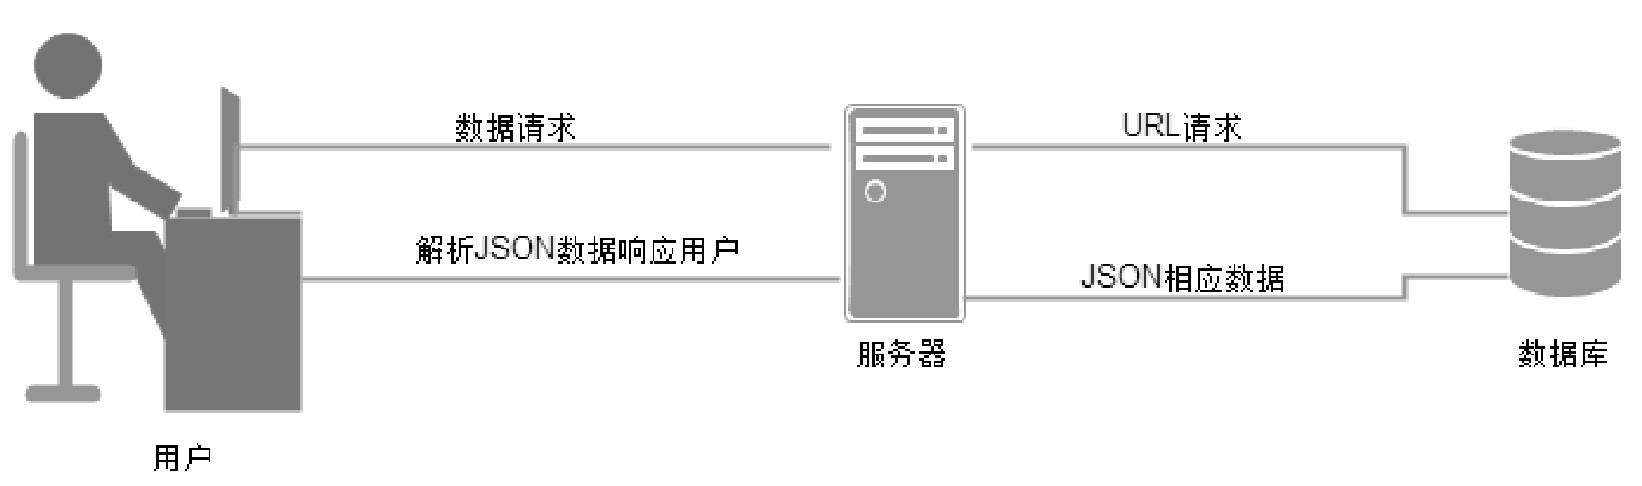 数据请求
URL请求
解析JSON数据响应用户
JSON相应数据
服务器
数据库
用户